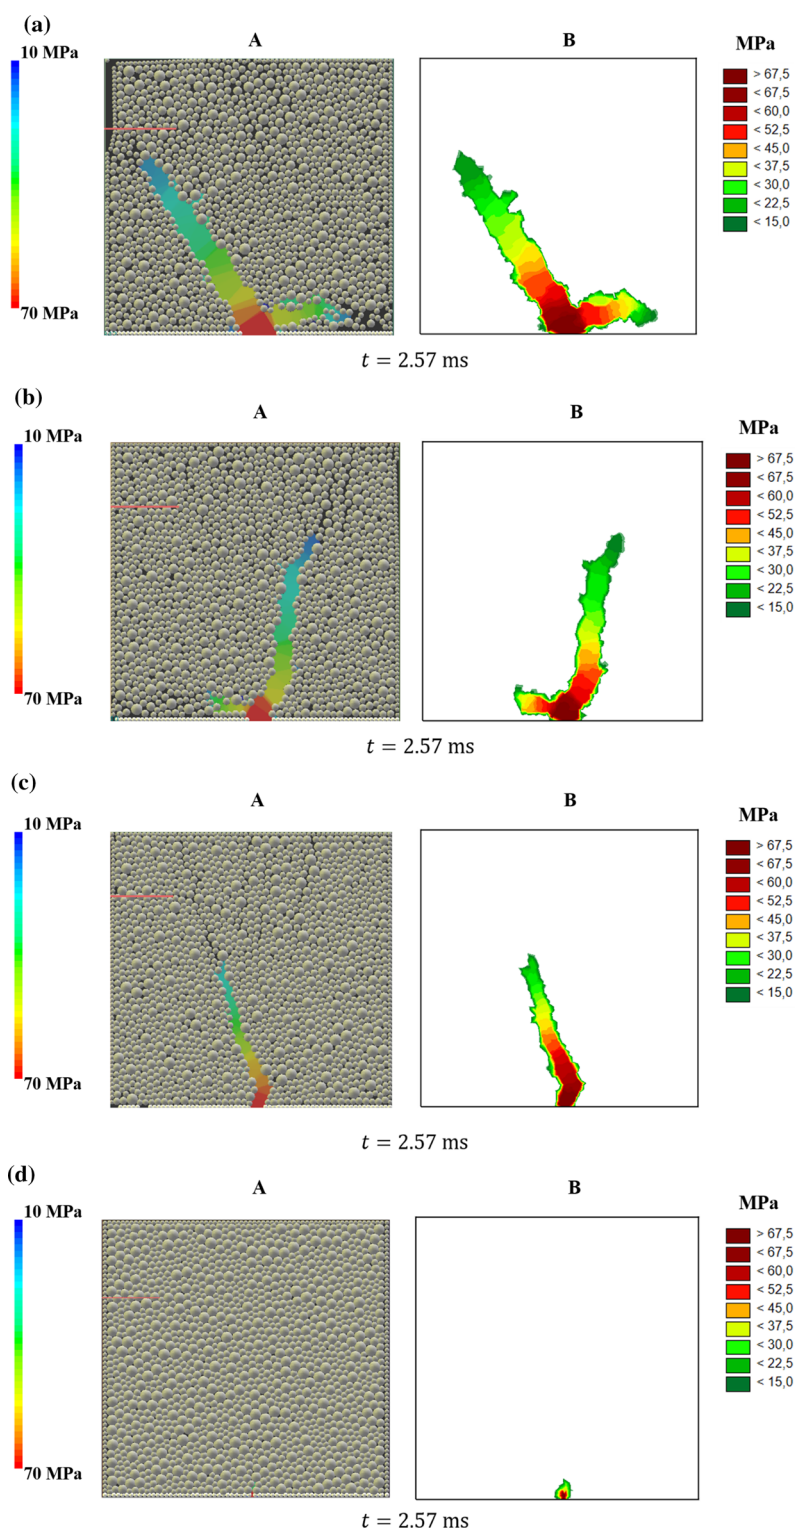 (a)
A
B
10 MPa
MPa
> 67,5
< 67,5
< 60,0
< 52,5
< 45,0
< 37,5
< 30,0
< 22,5
< 15,0
70 MPa
t = 2.57 ms
(b)
A
B
10 MPa
MPa
> 67,5
< 67,5
< 60,0
< 52,5
< 45,0
< 37,5
< 30,0
< 22,5
< 15,0
70 MPa
t = 2.57 ms
(c)
A
B
10 MPa
MPa
> 67,5
< 67,5
< 60,0
< 52,5
< 45,0
< 37,5
< 30,0
< 22,5
< 15,0
70 MPa
t = 2.57 ms
(d)
A
B
10 MPa
MPa
> 67,5
< 67,5
< 60,0
< 52,5
< 45,0
< 37,5
< 30,0
< 22,5
< 15,0
70 MPa
t = 2.57 ms